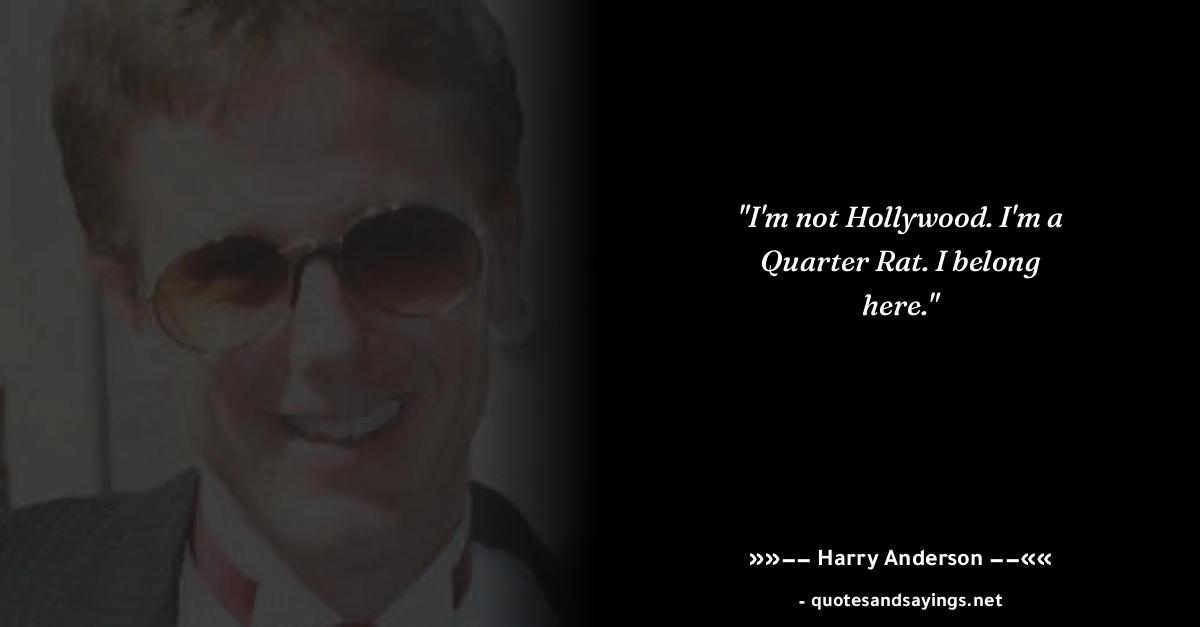 "I'm not Hollywood. I'm a
Quarter Rat. I belong
here."
»»−− Harry Anderson −−««
- quotesandsayings.net